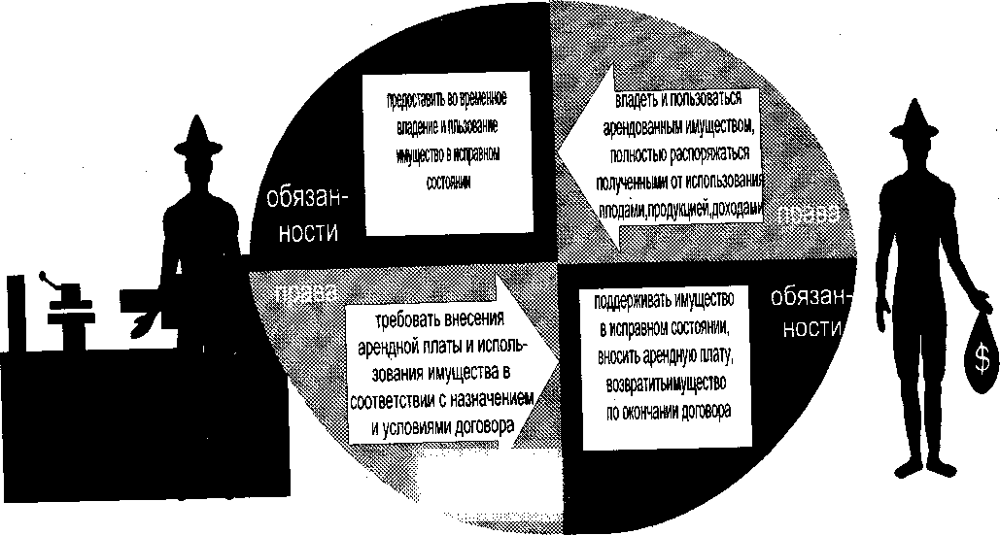 предоставить во временное
владение и пльзование
имущество в исправном
состоянии
обязан-
ности
владеть и пользоваться
арендованным имуществом,
полностью распоряжаться
полученными от использования
плодами,продукцией,доходами
права
права
требовать внесения
арендной платы и исполь-
зования имущества в
соответствии с назначением
и условиями договора
поддерживать имущество
в исправном состоянии,
вносить арендную плату,
возвратитьимущество
по окончании договора
обязан-
ности
$